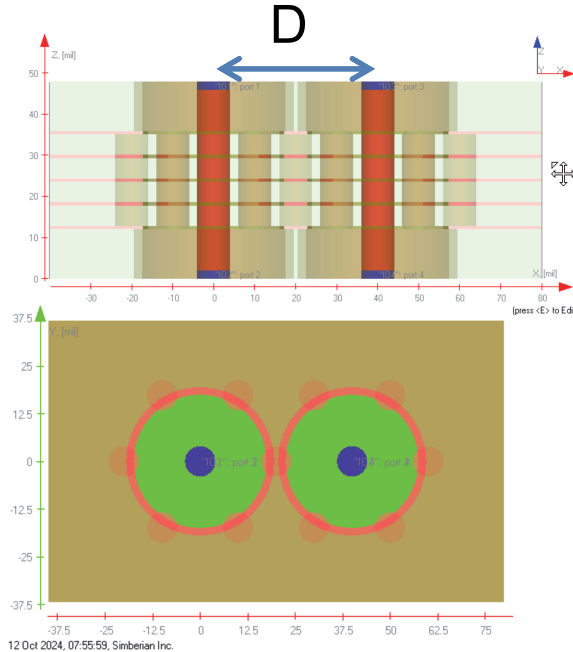 D
Z, [mil]
Z
Y X
50
40
30
20
10
0
port 1
port 3
port 2
port 4
X, [mil]
-30 -20 -10 0 10 20 30 40 50 60 70 80
[press <E> to Edi
37.5
Y, [mil]
25
12.5
0
-12.5
-25
-37.5
port 2
port 4
-37.5 -25 -12.5 0 12.5 25 37.5 50 62.5 75
12 Oct 2024, 07:55:59, Simberian Inc.